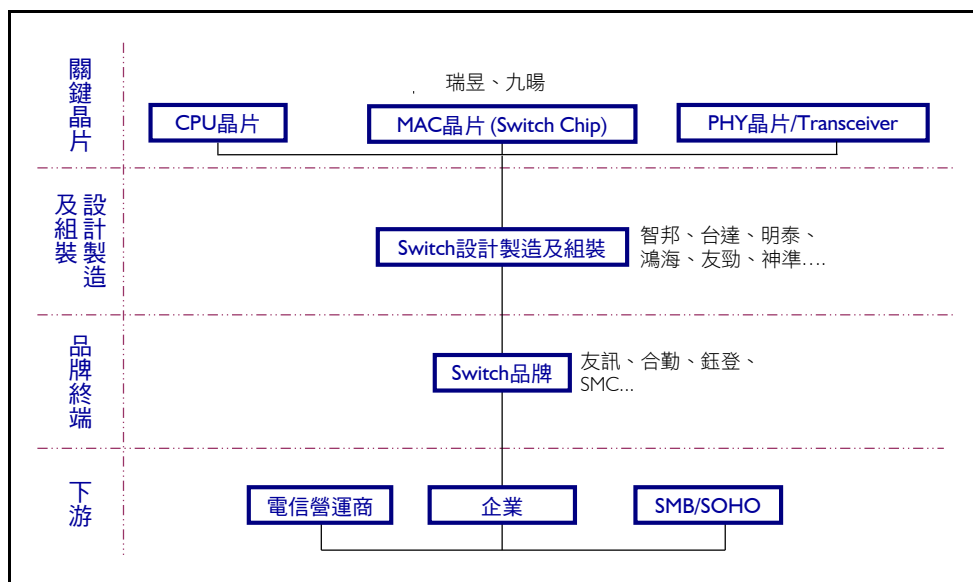 關鍵晶片
瑞昱、九暘
CPU晶片
MAC晶片 (Switch Chip)
PHY晶片/Transceiver
設計製造
及組裝
Switch設計製造及組裝
智邦、台達、明泰、
鴻海、友勁、神準....
品牌終端
Switch品牌
友訊、合勤、鈺登、
SMC...
下游
電信營運商
企業
SMB/SOHO